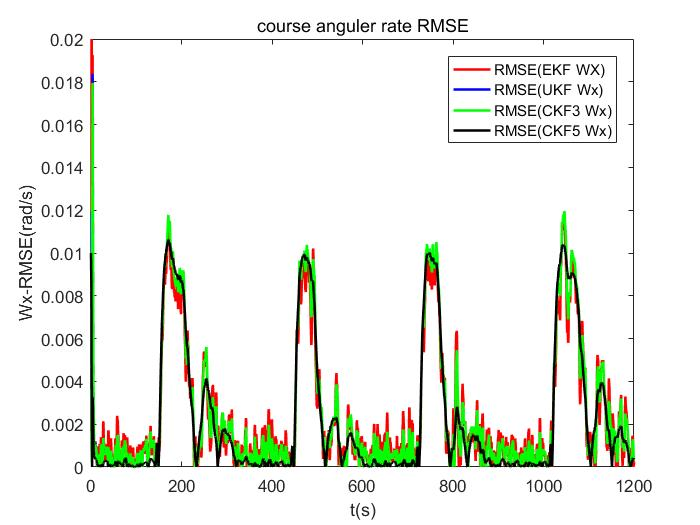 course anguler rate RMSE
0.02
0.018
0.016
0.014
0.012
0.01
0.008
0.006
0.004
0.002
0
Wx-RMSE(rad/s)
RMSE(EKF WX)
RMSE(UKF Wx)
RMSE(CKF3 Wx)
RMSE(CKF5 Wx)
0 200 400 600 800 1000 1200
t(s)